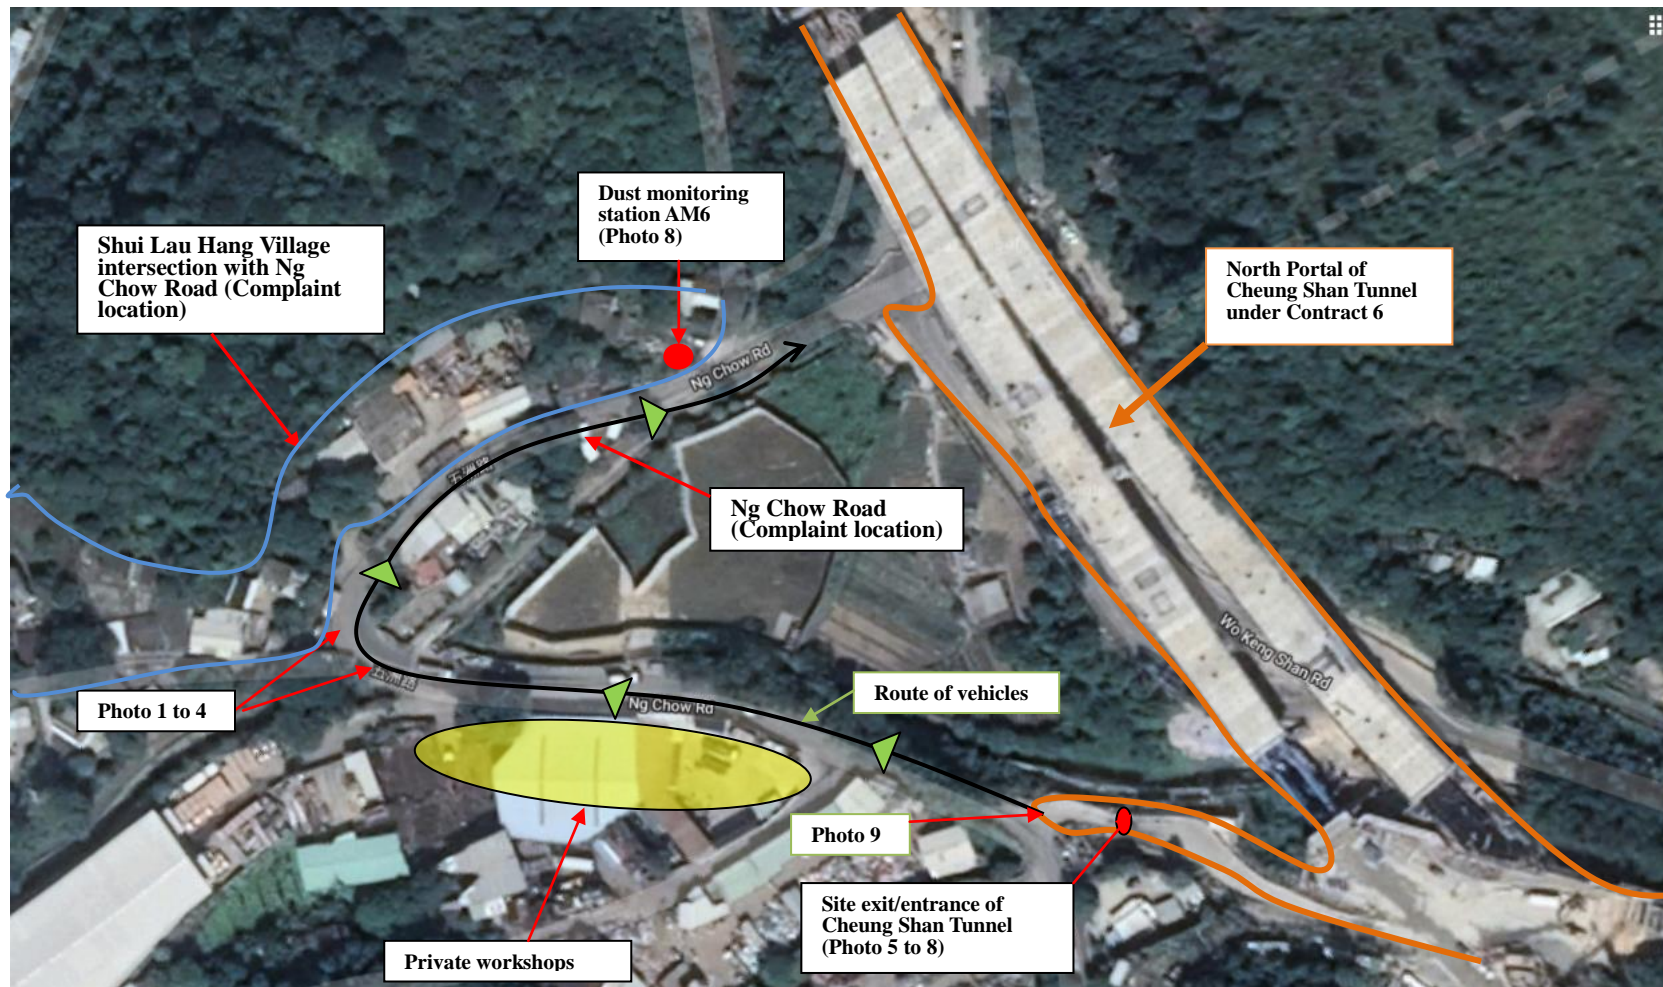 Dust monitoring
station AM6
(Photo 8)
Shui Lau Hang Village
intersection with Ng
Chow Road (Complaint
location)
North Portal of
Cheung Shan Tunnel
under Contract 6
Ng Chow Rd
Ng Chow Road
(Complaint location)
Wo Keng Shan Rd
Route of vehicles
Photo 1 to 4
Ng Chow Rd
Photo 9
Site exit/entrance of
Cheung Shan Tunnel
(Photo 5 to 8)
Private workshops